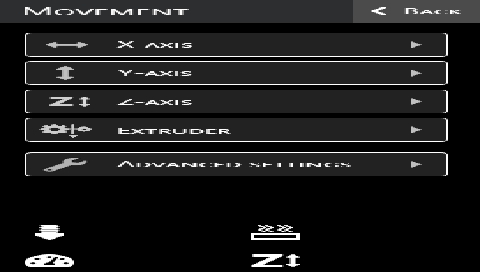 Movement
Back
X axis
Y-axis
Z
Z-axis
Extruder
Advanced settings
Z